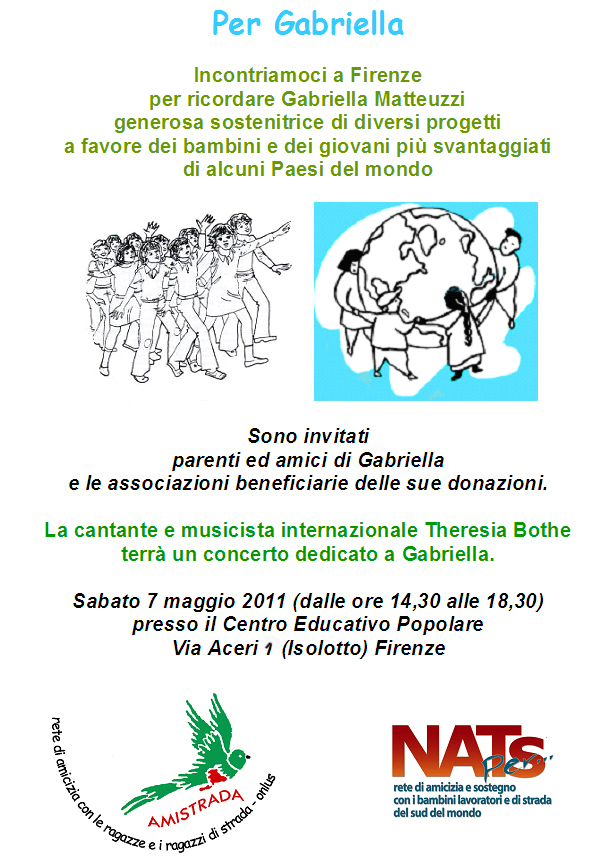 Per Gabriella
Incontriamoci a Firenze
per ricordare Gabriella Matteuzzi
generosa sostenitrice di diversi progetti
a favore dei bambini e dei giovani più svantaggiati
di alcuni Paesi del mondo
Sono invitati
parenti ed amici di Gabriella
e le associazioni beneficiarie delle sue donazioni.
La cantante e musicista internazionale Theresia Bothe
terrà un concerto dedicato a Gabriella.
Sabato 7 maggio 2011 (dalle ore 14,30 alle 18,30)
presso il Centro Educativo Popolare
Via Aceri 1 (Isolotto) Firenze
AMISTRADA
rete di amicizia con le ragazze e i ragazzi di strada - onlus
NATs
per...
rete di amicizia e sostegno
con i bambini lavoratori e di strada
del sud del mondo